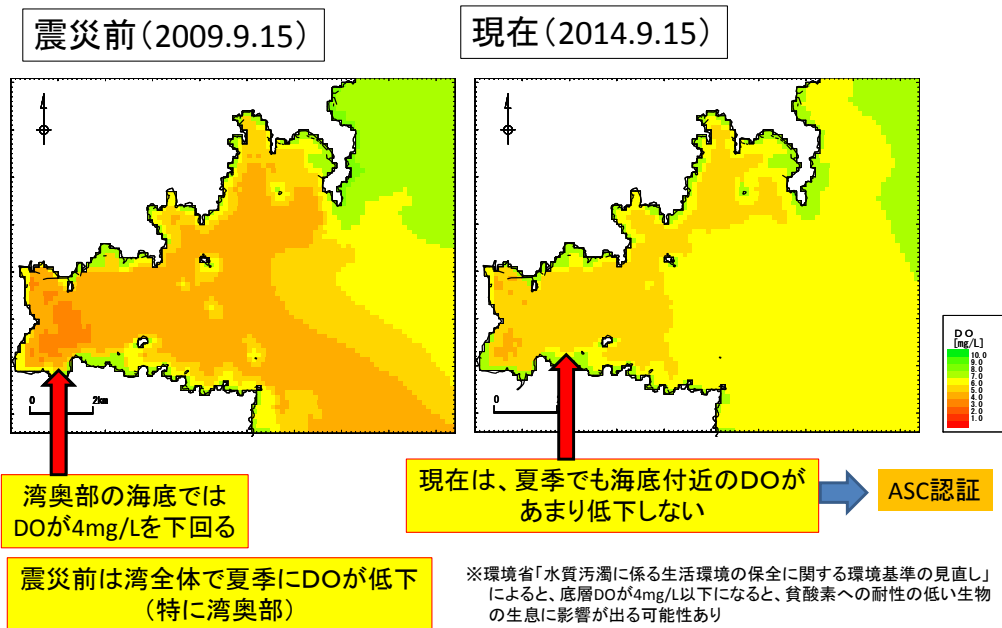 震災前（2009.9.15）
現在（2014.9.15）
0 2km
0
DO
[mg/L]
10.0
9.0
8.0
7.0
6.0
5.0
4.0
3.0
2.0
1.0
湾奥部の海底では
DOが4mg/Lを下回る
現在は、夏季でも海底付近のDOが
あまり低下しない
ASC認証
震災前は湾全体で夏季にDOが低下
（特に湾奥部）
※環境省「水質汚濁に係る生活環境の保全に関する環境基準の見直し」
によると、底層DOが4mg/L以下になると、貧酸素への耐性の低い生物
の生息に影響が出る可能性あり